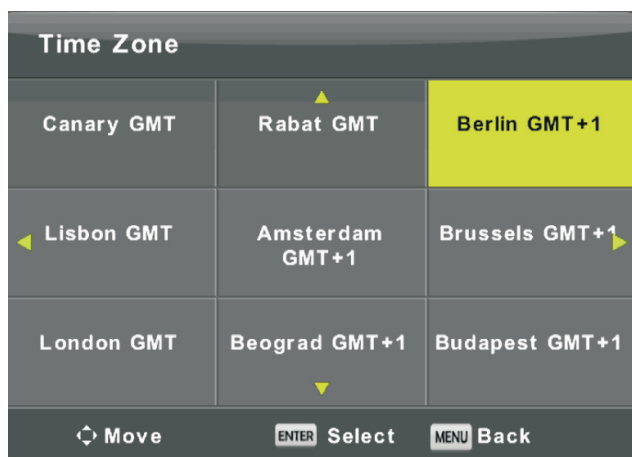 Time Zone
Canary GMT
Rabat GMT
Berlin GMT+1
Lisbon GMT
Amsterdam
GMT+1
Brussels GMT+1
London GMT
Beograd GMT+1
Budapest GMT+1
Move
ENTER Select
MENU Back